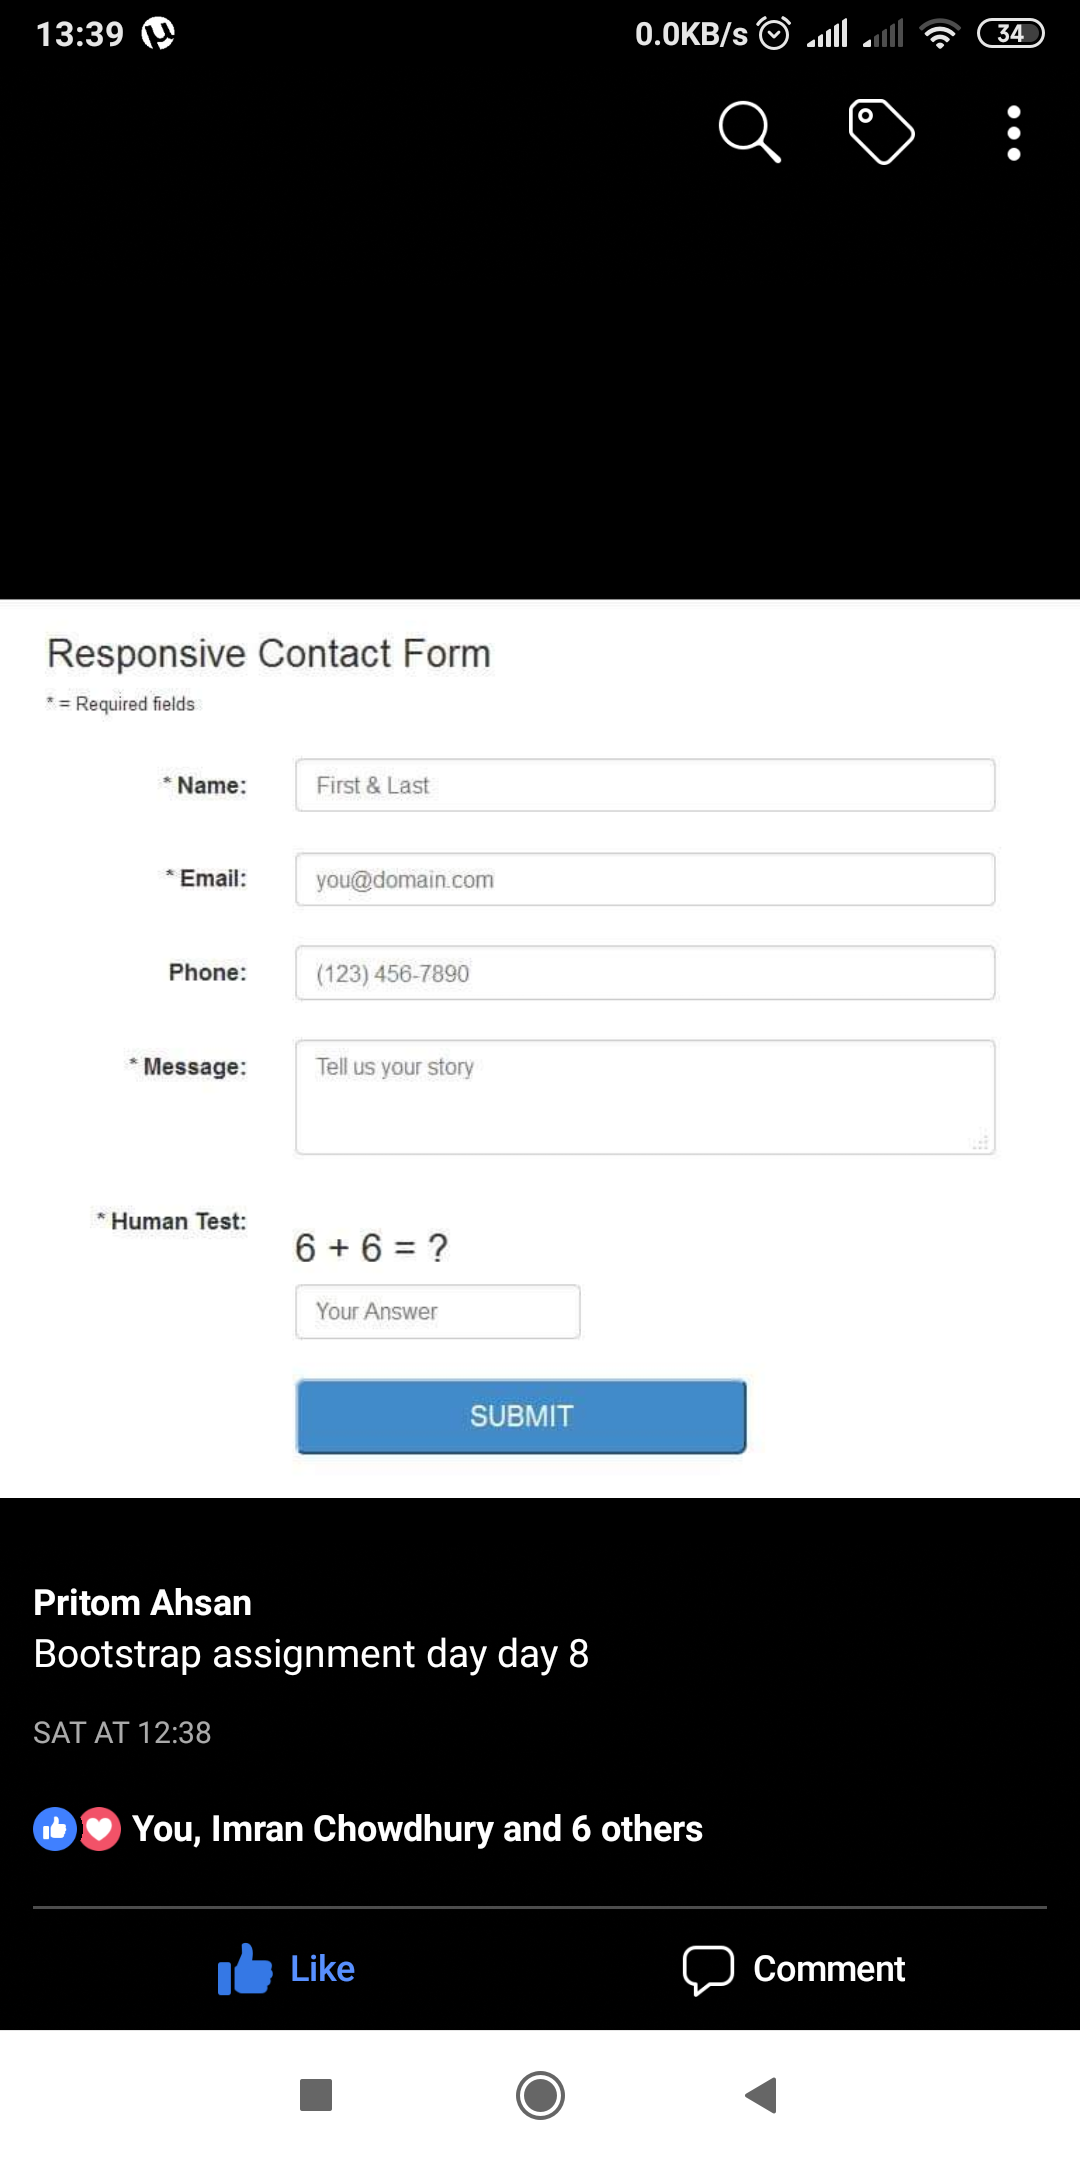 13:39 0.0KB/s 34
Responsive Contact Form
* = Required fields
* Name: First & Last
* Email: you@domain.com
Phone: (123) 456-7890
* Message: Tell us your story
* Human Test:
6 + 6 = ?
Your Answer
SUBMIT
Pritom Ahsan
Bootstrap assignment day day 8
SAT AT 12:38
You, Imran Chowdhury and 6 others
Like Comment